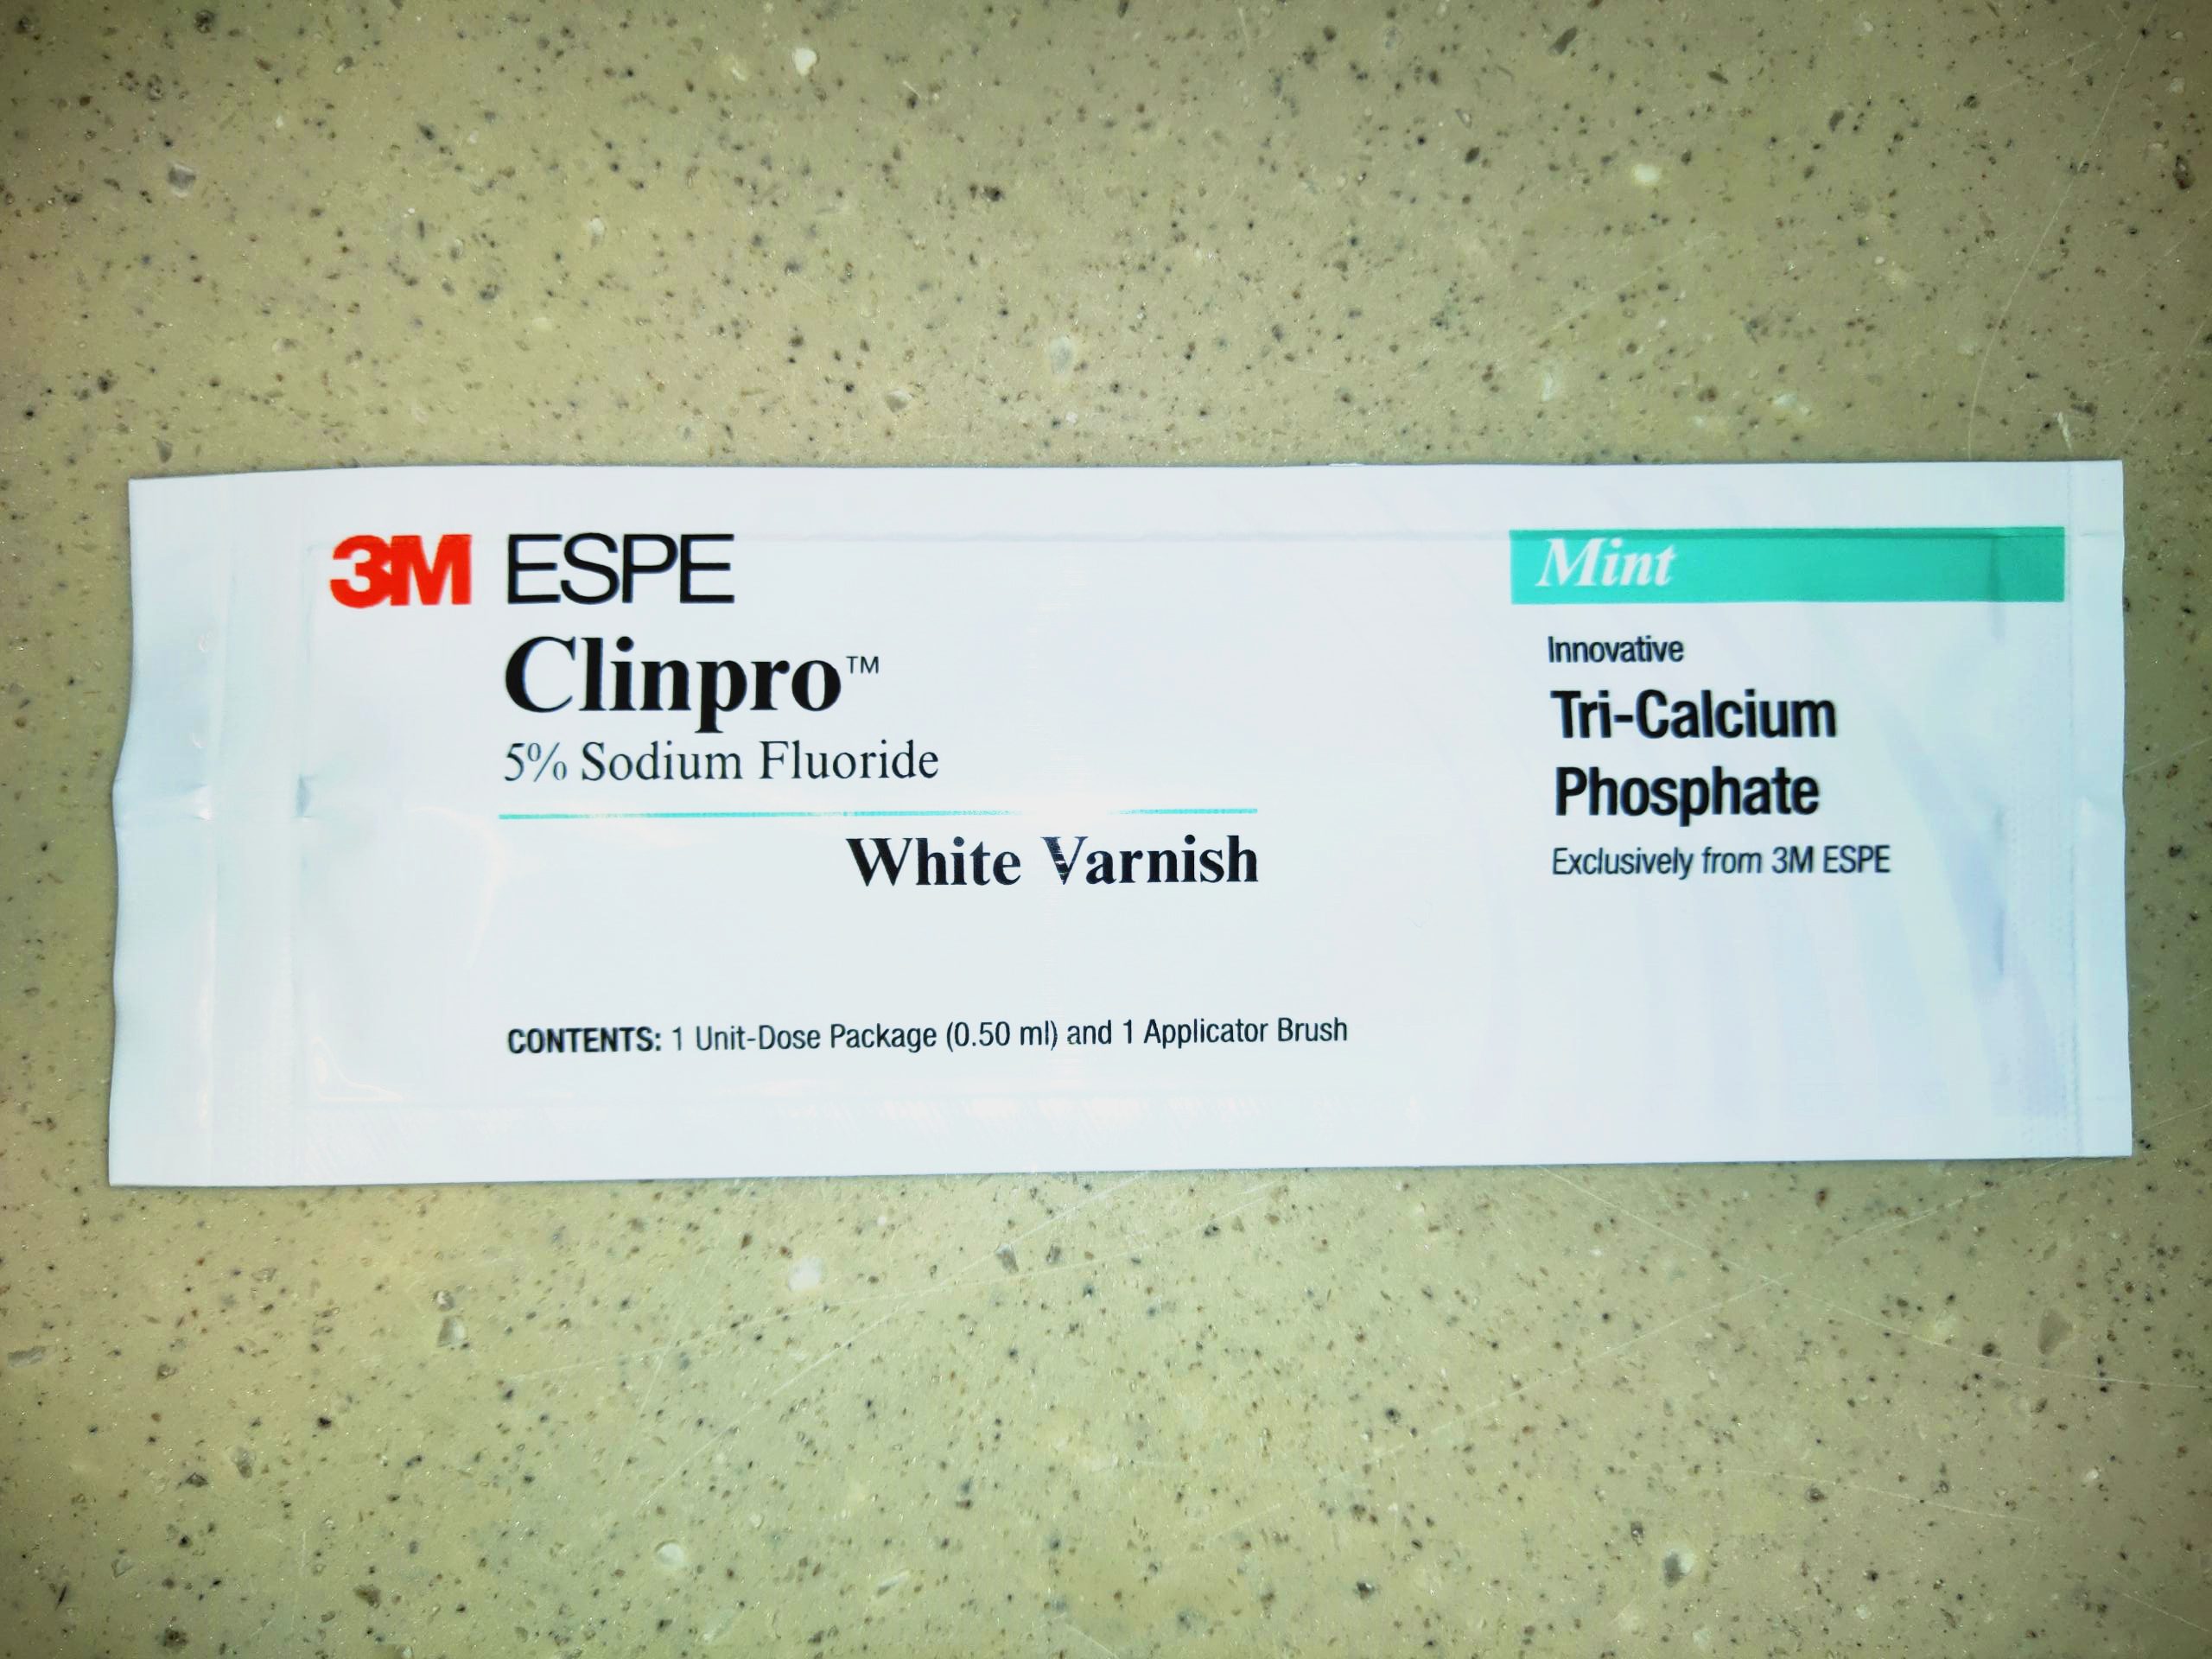 3M ESPE
Clinpro™
5% Sodium Fluoride
White Varnish
CONTENTS: 1 Unit-Dose Package (0.50 ml) and 1 Applicator Brush
Mint
Innovative
Tri-Calcium
Phosphate
Exclusively from 3M ESPE